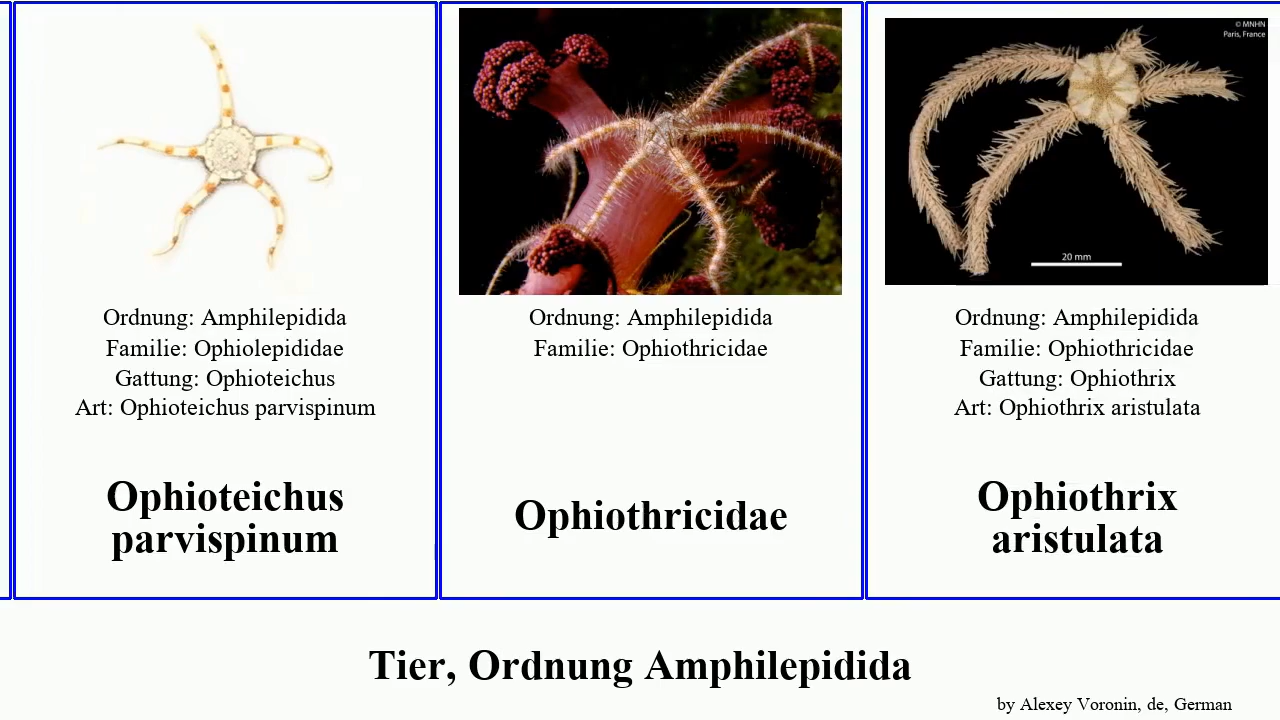 © MNHN
Paris, France
20 mm
Ordnung: Amphilepidida
Familie: Ophiolepididae
Gattung: Ophioteichus
Art: Ophioteichus parvispinum
Ophioteichus
parvispinum
Ordnung: Amphilepidida
Familie: Ophiothricidae
Ophiothricidae
Ordnung: Amphilepidida
Familie: Ophiothricidae
Gattung: Ophiothrix
Art: Ophiothrix aristulata
Ophiothrix
aristulata
Tier, Ordnung Amphilepidida
by Alexey Voronin, de, German